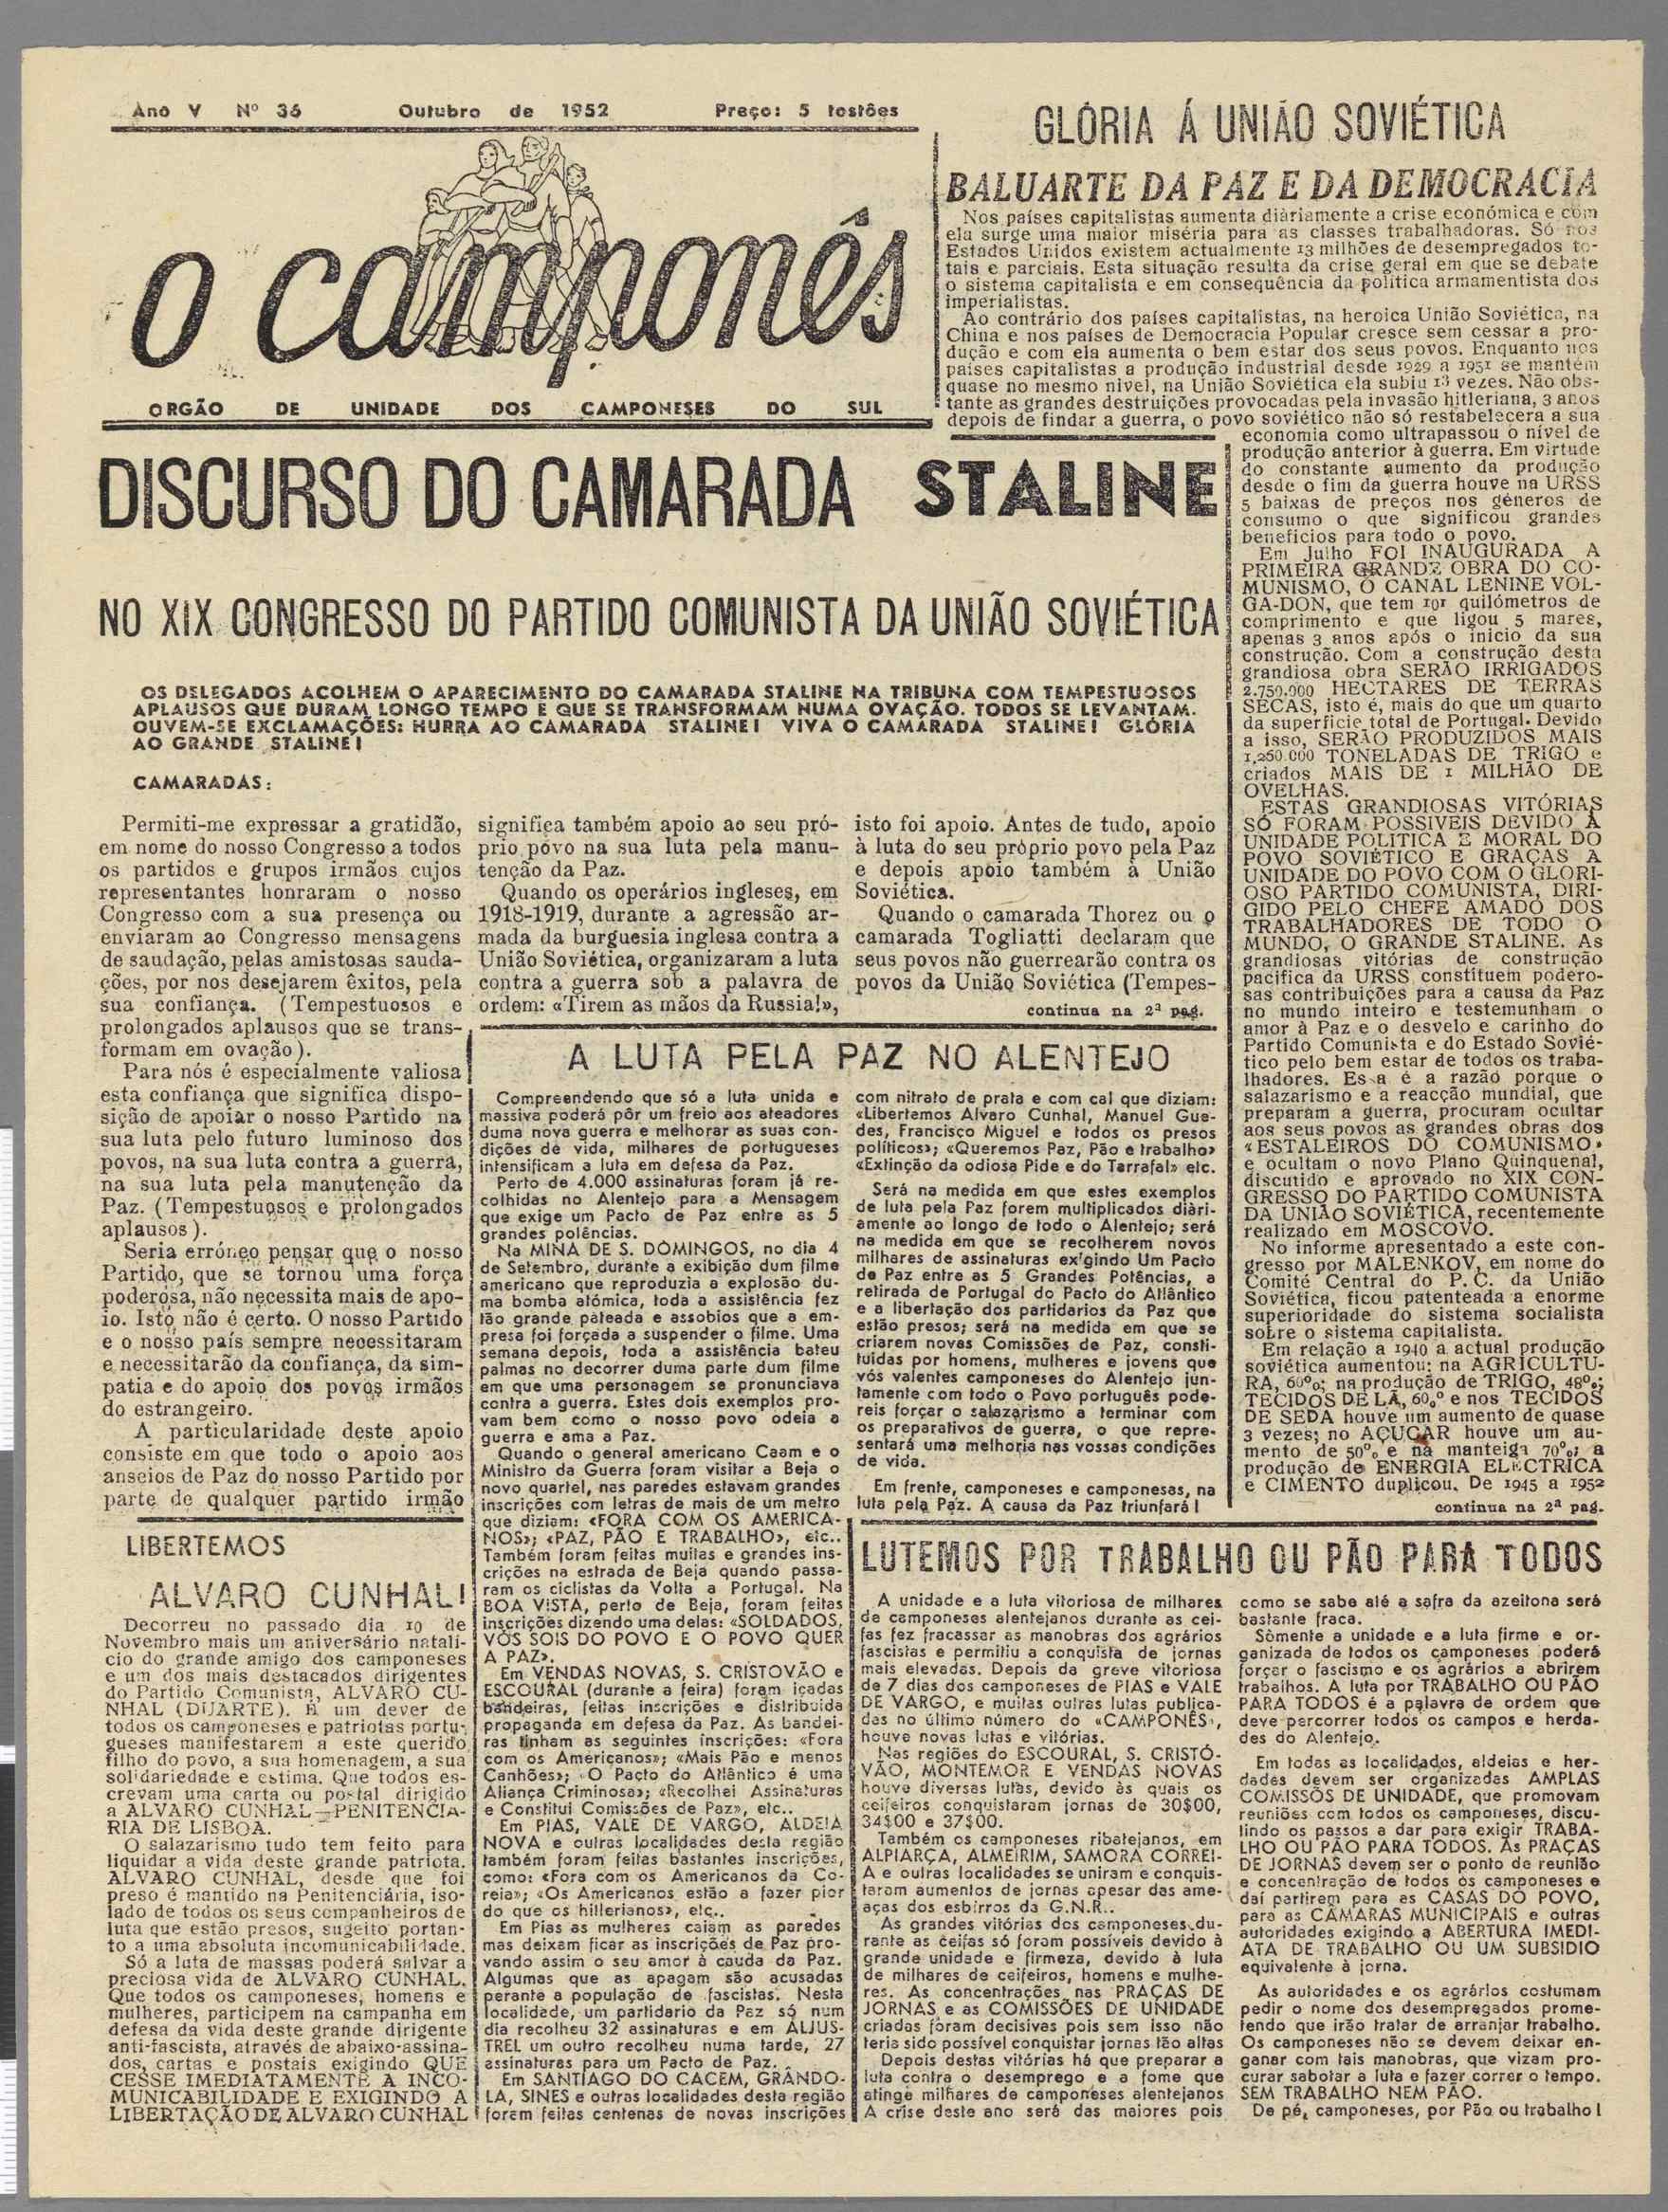 Ano V Nº 36 Outubro de 1952 Preço: 5 tostões
o camponês
ORGÃO DE UNIDADE DOS CAMPONESES DO SUL
GLÓRIA Á UNIÃO SOVIÉTICA
BALUARTE DA PAZ E DA DEMOCRACIA
Nos países capitalistas aumenta diàriamente a crise económica e com
ela surge uma maior miséria para as classes trabalhadoras. Só nos
Estados Unidos existem actualmente 13 milhões de desempregados to-
tais e parciais. Esta situação resulta da crise geral em que se debate
o sistema capitalista e em consequência da política armamentista dos
imperialistas.
Ao contrário dos países capitalistas, na heroica União Soviética, na
China e nos países de Democracia Popular cresce sem cessar a pro-
dução e com ela aumenta o bem estar dos seus povos. Enquanto nos
países capitalistas a produção industrial desde 1929 a 1951 se mantém
quase no mesmo nivel, na União Soviética ela subiu 13 vezes. Não obs-
tante as grandes destruições provocadas pela invasão hitleriana, 3 anos
depois de findar a guerra, o povo soviético não só restabelecera a sua
economia como ultrapassou o nível de
produção anterior à guerra. Em virtude
do constante aumento da produção
desde o fim da guerra houve na URSS
5 baixas de preços nos géneros de
consumo o que significou grandes
beneficios para todo o povo.
Em Julho FOI INAUGURADA A
PRIMEIRA GRANDE OBRA DO CO-
MUNISMO, O CANAL LENINE VOL-
GA-DON, que tem 101 quilómetros de
comprimento e que ligou 5 mares,
apenas 3 anos após o inicio da sua
construção. Com a construção desta
grandiosa obra SERÃO IRRIGADOS
2.750.000 HECTARES DE TERRAS
SECAS, isto é, mais do que um quarto
da superficie total de Portugal. Devido
a isso, SERÃO PRODUZIDOS MAIS
1.250.000 TONELADAS DE TRIGO e
criados MAIS DE 1 MILHÃO DE
OVELHAS.
ESTAS GRANDIOSAS VITÓRIAS
SÓ FORAM POSSIVEIS DEVIDO À
UNIDADE POLITICA E MORAL DO
POVO SOVIÉTICO E GRAÇAS A
UNIDADE DO POVO COM O GLORI-
OSO PARTIDO COMUNISTA, DIRI-
GIDO PELO CHEFE AMADO DOS
TRABALHADORES DE TODO O
MUNDO, O GRANDE STALINE. As
grandiosas vitórias de construção
pacifica da URSS constituem podero-
sas contribuições para a causa da Paz
no mundo inteiro e testemunham o
amor à Paz e o desvelo e carinho do
Partido Comunista e do Estado Sovié-
tico pelo bem estar de todos os traba-
lhadores. Essa é a razão porque o
salazarismo e a reacção mundial, que
preparam a guerra, procuram ocultar
aos seus povos as grandes obras dos
«ESTALEIROS DO COMUNISMO»
e ocultam o novo Plano Quinquenal,
discutido e aprovado no XIX CON-
GRESSO DO PARTIDO COMUNISTA
DA UNIÃO SOVIÉTICA, recentemente
realizado em MOSCOVO.
No informe apresentado a este con-
gresso por MALENKOV, em nome do
Comité Central do P. C. da União
Soviética, ficou patenteada a enorme
superioridade do sistema socialista
sobre o sistema capitalista.
Em relação a 1940 a actual produção
soviética aumentou: na AGRICULTU-
RA, 60%; na produção de TRIGO, 48%;
TECIDOS DE LÃ, 60% e nos TECIDOS
DE SEDA houve um aumento de quase
3 vezes; no AÇUCAR houve um au-
mento de 50% e na manteiga 70%; a
produção de ENERGIA ELÉCTRICA
e CIMENTO duplicou. De 1945 a 1952
continua na 2ª pag.
DISCURSO DO CAMARADA STALINE
NO XIX CONGRESSO DO PARTIDO COMUNISTA DA UNIÃO SOVIÉTICA
OS DELEGADOS ACOLHEM O APARECIMENTO DO CAMARADA STALINE NA TRIBUNA COM TEMPESTUOSOS
APLAUSOS QUE DURAM LONGO TEMPO E QUE SE TRANSFORMAM NUMA OVAÇÃO. TODOS SE LEVANTAM.
OUVEM-SE EXCLAMAÇÕES: HURRA AO CAMARADA STALINE! VIVA O CAMARADA STALINE! GLÓRIA
AO GRANDE STALINE!
CAMARADAS:
Permiti-me expressar a gratidão,
em nome do nosso Congresso a todos
os partidos e grupos irmãos cujos
representantes honraram o nosso
Congresso com a sua presença ou
enviaram ao Congresso mensagens
de saudação, pelas amistosas sauda-
ções, por nos desejarem êxitos, pela
sua confiança. (Tempestuosos e
prolongados aplausos que se trans-
formam em ovação).
Para nós é especialmente valiosa
esta confiança que significa dispo-
sição de apoiar o nosso Partido na
sua luta pelo futuro luminoso dos
povos, na sua luta contra a guerra,
na sua luta pela manutenção da
Paz. (Tempestuosos e prolongados
aplausos).
Seria erróneo pensar que o nosso
Partido, que se tornou uma força
poderosa, não necessita mais de apo-
io. Isto não é certo. O nosso Partido
e o nosso país sempre necessitaram
e necessitarão da confiança, da sim-
patia e do apoio dos povos irmãos
do estrangeiro.
A particularidade deste apoio
consiste em que todo o apoio aos
anseios de Paz do nosso Partido por
parte de qualquer partido irmão
significa também apoio ao seu pró-
prio povo na sua luta pela manu-
tenção da Paz.
Quando os operários ingleses, em
1918-1919, durante a agressão ar-
mada da burguesia inglesa contra a
União Soviética, organizaram a luta
contra a guerra sob a palavra de
ordem: «Tirem as mãos da Russia!»,
isto foi apoio. Antes de tudo, apoio
à luta do seu próprio povo pela Paz
e depois apoio também à União
Soviética.
Quando o camarada Thorez ou o
camarada Togliatti declaram que
seus povos não guerrearão contra os
povos da União Soviética (Tempes-
continua na 2ª pag.
A LUTA PELA PAZ NO ALENTEJO
Compreendendo que só a luta unida e
massiva poderá pôr um freio aos ateadores
duma nova guerra e melhorar as suas con-
dições de vida, milhares de portugueses
intensificam a luta em defesa da Paz.
Perto de 4.000 assinaturas foram já re-
colhidas no Alentejo para a Mensagem
que exige um Pacto de Paz entre as 5
grandes potências.
Na MINA DE S. DOMINGOS, no dia 4
de Setembro, durante a exibição dum filme
americano que reproduzia a explosão du-
ma bomba atómica, toda a assistência fez
tão grande pateada e assobios que a em-
presa foi forçada a suspender o filme. Uma
semana depois, toda a assistência bateu
palmas no decorrer duma parte dum filme
em que uma personagem se pronunciava
contra a guerra. Estes dois exemplos pro-
vam bem como o nosso povo odeia a
guerra e ama a Paz.
Quando o general americano Caam e o
Ministro da Guerra foram visitar a Beja o
novo quartel, nas paredes estavam grandes
inscrições com letras de mais de um metro
que diziam: «FORA COM OS AMERICA-
NOS»; «PAZ, PÃO E TRABALHO», etc..
Também foram feitas muitas e grandes ins-
crições na estrada de Beja quando passa-
ram os ciclistas da Volta a Portugal. Na
BOA VISTA, perto de Beja, foram feitas
inscrições dizendo uma delas: «SOLDADOS,
VÓS SOIS DO POVO E O POVO QUER
A PAZ».
Em VENDAS NOVAS, S. CRISTOVÃO e
ESCOURAL (durante a feira) foram içadas
bandeiras, feitas inscrições e distribuida
propaganda em defesa da Paz. As bandei-
ras tinham as seguintes inscrições: «Fora
com os Americanos»; «Mais Pão e menos
Canhões»; «O Pacto do Atlântico é uma
Aliança Criminosa»; «Recolhei Assinaturas
e Constitui Comissões de Paz», etc..
Em PIAS, VALE DE VARGO, ALDEIA
NOVA e outras localidades desta região
também foram feitas bastantes inscrições,
como: «Fora com os Americanos da Co-
reia»; «Os Americanos estão a fazer pior
do que os hitlerianos», etc..
Em Pias as mulheres caiam as paredes
mas deixam ficar as inscrições de Paz pro-
vando assim o seu amor à cauda da Paz.
Algumas que as apagam são acusadas
perante a população de fascistas. Nesta
localidade, um partidario da Paz só num
dia recolheu 32 assinaturas e em ALJUS-
TREL um outro recolheu numa tarde, 27
assinaturas para um Pacto de Paz.
Em SANTIAGO DO CACEM, GRANDO-
LA, SINES e outras localidades desta região
foram feitas centenas de novas inscrições
com nitrato de prata e com cal que diziam:
«Libertemos Alvaro Cunhal, Manuel Gue-
des, Francisco Miguel e todos os presos
políticos»; «Queremos Paz, Pão e trabalho»
«Extinção da odiosa Pide e do Tarrafal» etc.
Será na medida em que estes exemplos
de luta pela Paz forem multiplicados diàri-
amente ao longo de todo o Alentejo; será
na medida em que se recolherem novos
milhares de assinaturas ex'gindo Um Pacto
de Paz entre as 5 Grandes Potências, a
retirada de Portugal do Pacto do Atlântico
e a libertação dos partidarios da Paz que
estão presos; será na medida em que se
criarem novas Comissões de Paz, consti-
tuidas por homens, mulheres e jovens que
vós valentes camponeses do Alentejo jun-
tamente com todo o Povo português pode-
reis forçar o salazarismo a terminar com
os preparativos de guerra, o que repre-
sentará uma melhoria nas vossas condições
de vida.
Em frente, camponeses e camponesas, na
luta pela Paz. A causa da Paz triunfará!
LIBERTEMOS
ALVARO CUNHAL!
Decorreu no passado dia 10 de
Novembro mais um aniversário natalí-
cio do grande amigo dos camponeses
e um dos mais destacados dirigentes
do Partido Comunista, ALVARO CU-
NHAL (DUARTE). É um dever de
todos os camponeses e patriotas portu-
gueses manifestarem a este querido
filho do povo, a sua homenagem, a sua
solidariedade e estima. Que todos es-
crevam uma carta ou postal dirigido
a ALVARO CUNHAL—PENITENCIA-
RIA DE LISBOA.
O salazarismo tudo tem feito para
liquidar a vida deste grande patriota.
ALVARO CUNHAL, desde que foi
preso é mantido na Penitenciária, iso-
lado de todos os seus companheiros de
luta que estão presos, sugeito portan-
to a uma absoluta incomunicabilidade.
Só a luta de massas poderá salvar a
preciosa vida de ALVARO CUNHAL.
Que todos os camponeses, homens e
mulheres, participem na campanha em
defesa da vida deste grande dirigente
anti-fascista, através de abaixo-assina-
dos, cartas e postais exigindo QUE
CESSE IMEDIATAMENTE A INCO-
MUNICABILIDADE E EXIGINDO A
LIBERTAÇÃO DE ALVARO CUNHAL
LUTEMOS POR TRABALHO OU PÃO PARA TODOS
A unidade e a luta vitoriosa de milhares
de camponeses alentejanos durante as cei-
fas fez fracassar as manobras dos agrários
fascistas e permitiu a conquista de jornas
mais elevadas. Depois da greve vitoriosa
de 7 dias dos camponeses de PIAS e VALE
DE VARGO, e muitas outras lutas publica-
das no último número do «CAMPONÊS»,
houve novas lutas e vitórias.
Nas regiões do ESCOURAL, S. CRISTÓ-
VÃO, MONTEMOR E VENDAS NOVAS
houve diversas lutas, devido às quais os
ceifeiros conquistaram jornas de 30$00,
34$00 e 37$00.
Também os camponeses ribatejanos, em
ALPIARÇA, ALMEIRIM, SAMORA CORREI-
A e outras localidades se uniram e conquis-
taram aumentos de jornas apesar das ame-
aças dos esbirros da G.N.R..
As grandes vitórias dos camponeses du-
rante as ceifas só foram possíveis devido à
grande unidade e firmeza, devido à luta
de milhares de ceifeiros, homens e mulhe-
res. As concentrações nas PRAÇAS DE
JORNAS e as COMISSÕES DE UNIDADE
criadas foram decisivas pois sem isso não
teria sido possível conquistar jornas tão altas
Depois destas vitórias há que preparar a
luta contra o desemprego e a fome que
atinge milhares de camponeses alentejanos
A crise deste ano será das maiores pois
como se sabe até a safra da azeitona será
bastante fraca.
Sòmente a unidade e a luta firme e or-
ganizada de todos os camponeses poderá
forçar o fascismo e os agrários a abrirem
trabalhos. A luta por TRABALHO OU PÃO
PARA TODOS é a palavra de ordem que
deve percorrer todos os campos e herda-
des do Alentejo.
Em todas as localidades, aldeias e her-
dades devem ser organizadas AMPLAS
COMISSÕS DE UNIDADE, que promovam
reuniões com todos os camponeses, discu-
tindo os passos a dar para exigir TRABA-
LHO OU PÃO PARA TODOS. As PRAÇAS
DE JORNAS devem ser o ponto de reunião
e concentração de todos os camponeses e
daí partirem para as CASAS DO POVO,
para as CÂMARAS MUNICIPAIS e outras
autoridades exigindo a ABERTURA IMEDI-
ATA DE TRABALHO OU UM SUBSIDIO
equivalente à jorna.
As autoridades e os agrários costumam
pedir o nome dos desempregados prome-
tendo que irão tratar de arranjar trabalho.
Os camponeses não se devem deixar en-
ganar com tais manobras, que vizam pro-
curar sabotar a luta e fazer correr o tempo.
SEM TRABALHO NEM PÃO.
De pé, camponeses, por Pão ou trabalho!